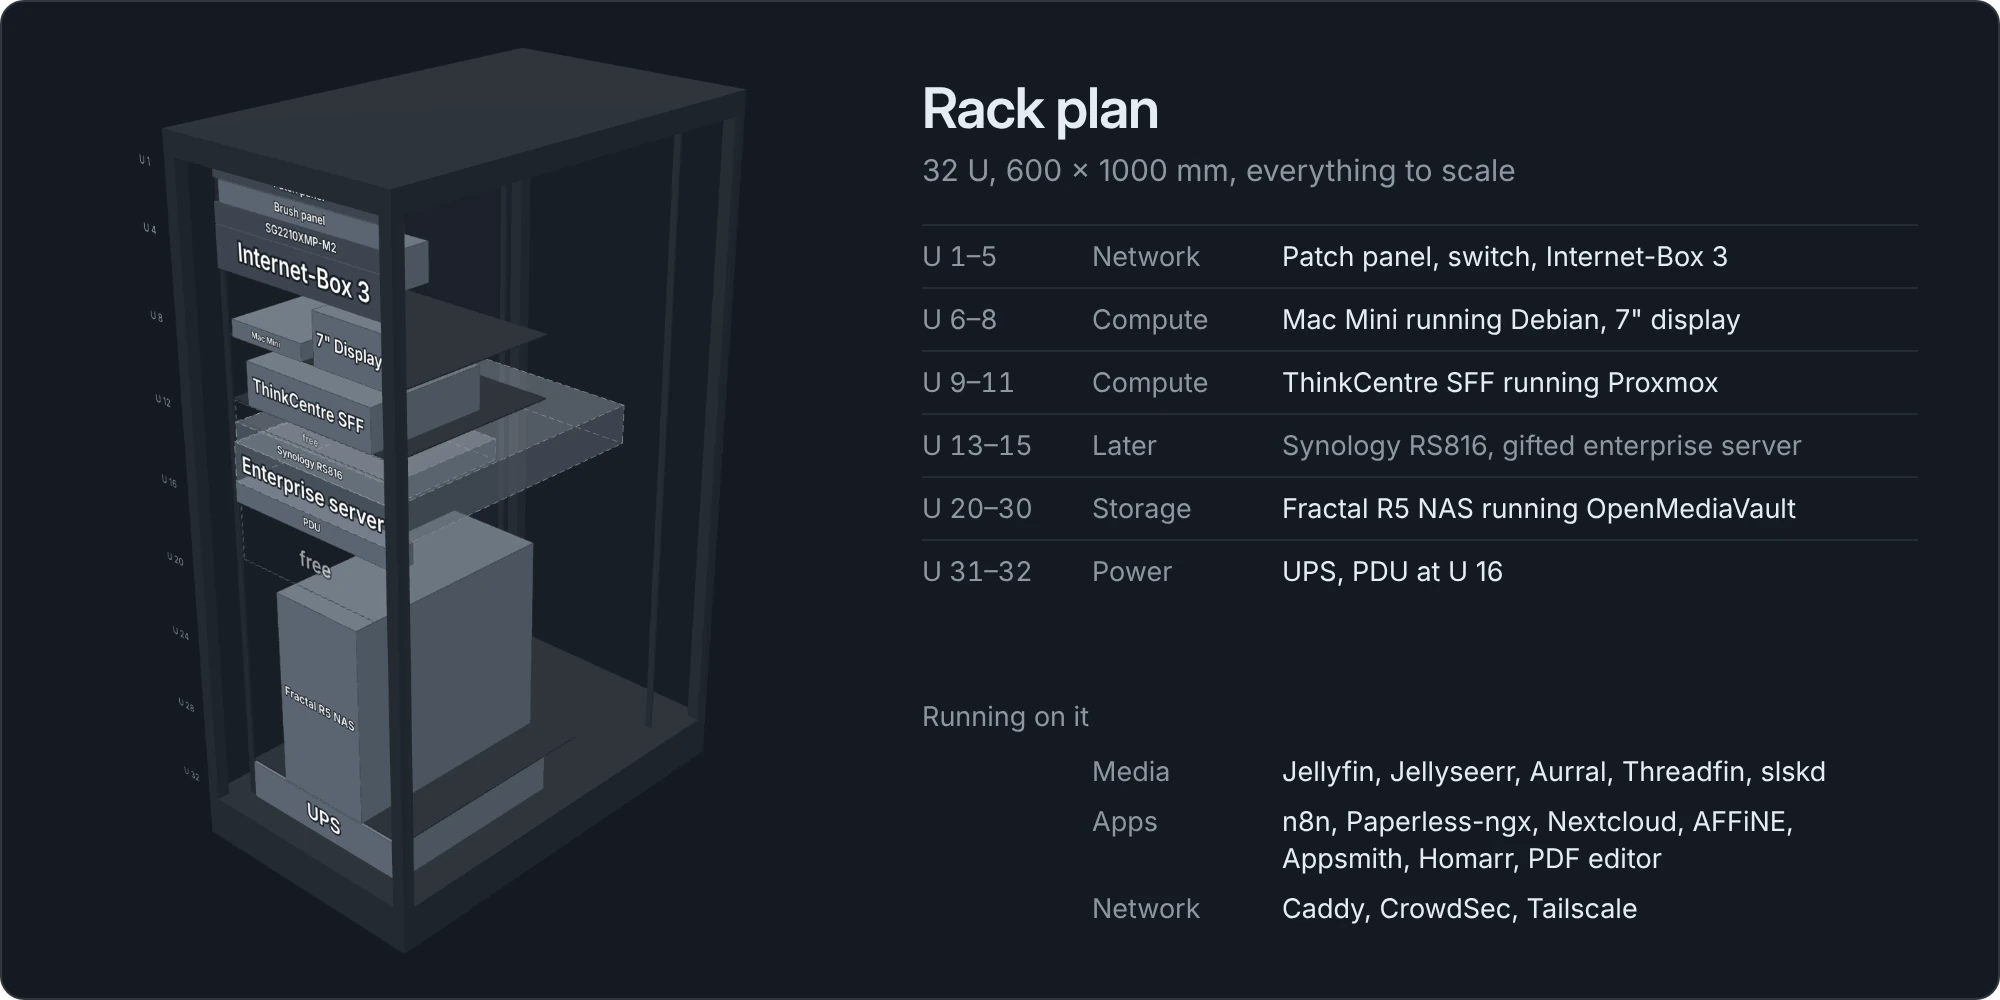 Rack plan
32 U, 600 × 1000 mm, everything to scale
U 1–5 Network Patch panel, switch, Internet-Box 3
U 6–8 Compute Mac Mini running Debian, 7" display
U 9–11 Compute ThinkCentre SFF running Proxmox
U 13–15 Later Synology RS816, gifted enterprise server
U 20–30 Storage Fractal R5 NAS running OpenMediaVault
U 31–32 Power UPS, PDU at U 16
Running on it
Media Jellyfin, Jellyseerr, Aurral, Threadfin, slskd
Apps n8n, Paperless-ngx, Nextcloud, AFFiNE,
Appsmith, Homarr, PDF editor
Network Caddy, CrowdSec, Tailscale
U 1
U 4
U 8
U 12
U 16
U 20
U 24
U 28
U 32
Brush panel
SG2210XMP-M2
Internet-Box 3
Mac Mini
7" Display
ThinkCentre SFF
free
Synology RS816
Enterprise server
PDU
free
Fractal R5 NAS
UPS